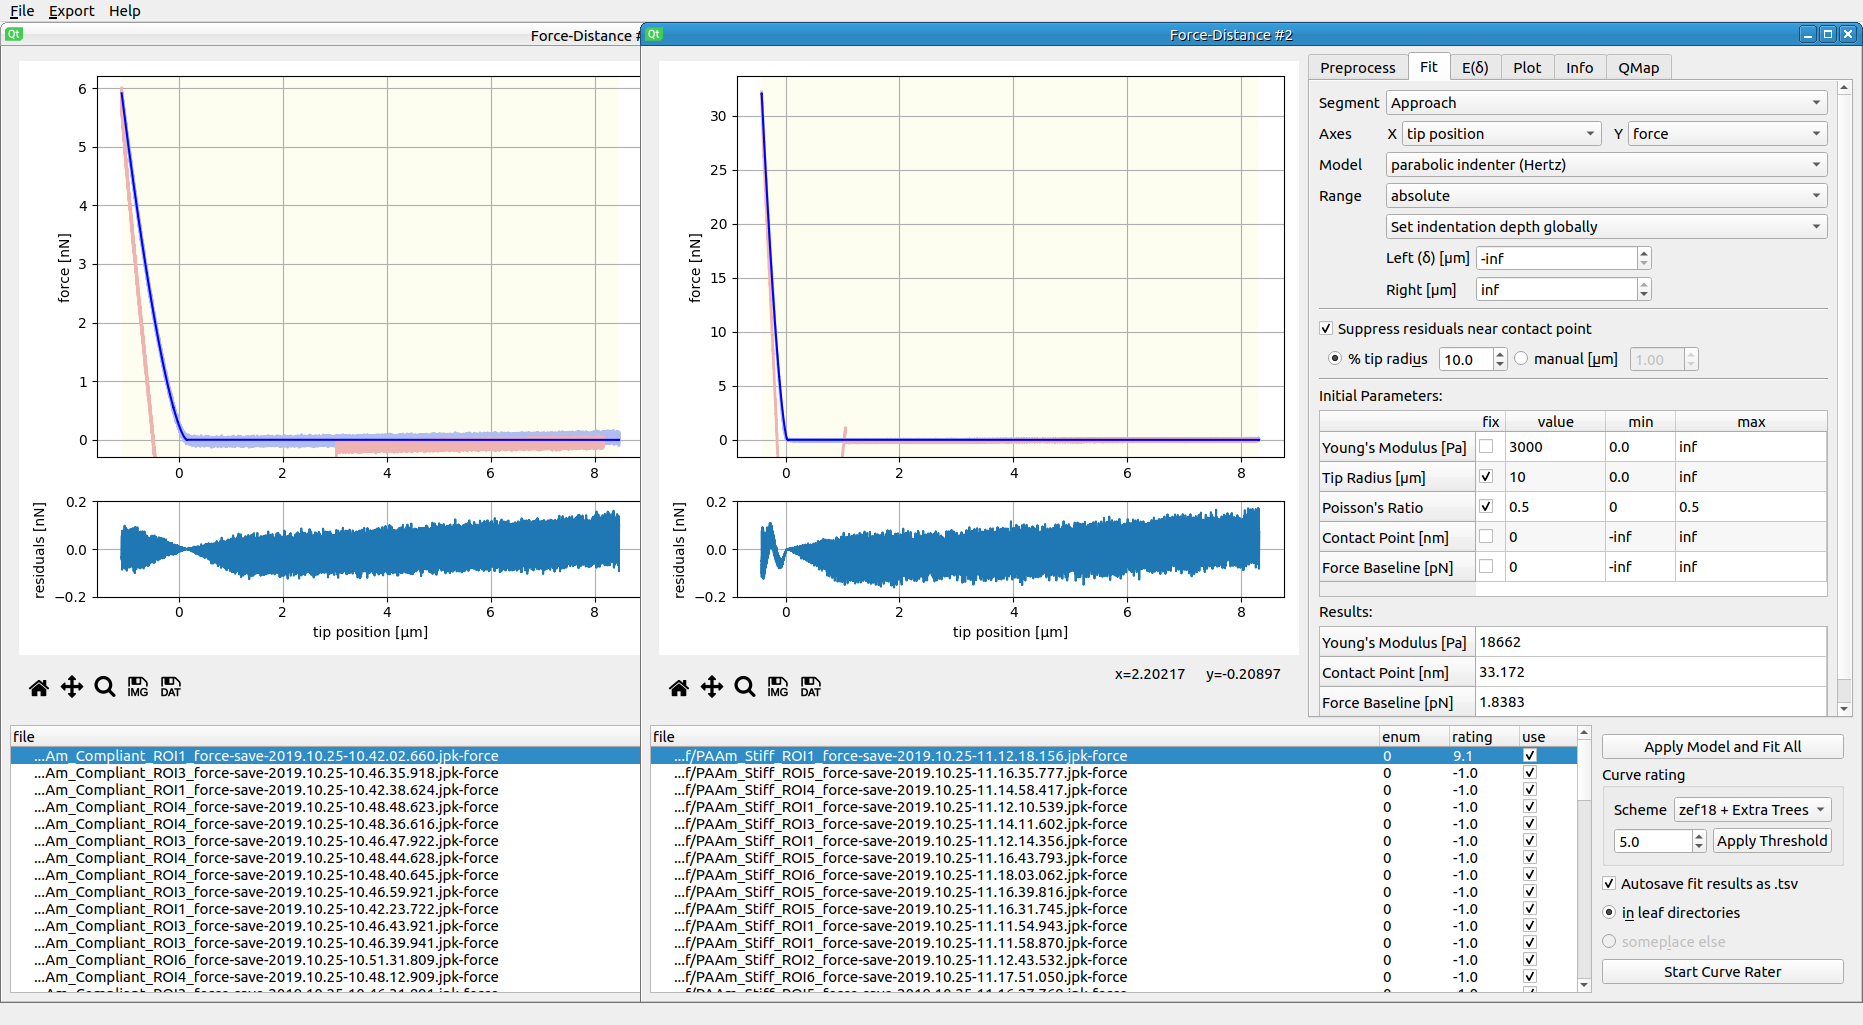 File Export Help
Force-Distance #
6
5
4
3
2
1
0
force [nN]
0 2 4 6 8
0.2
0.0
−0.2
residuals [nN]
0 2 4 6 8
tip position [μm]
IMG DAT
file
...Am_Compliant_ROI1_force-save-2019.10.25-10.42.02.660.jpk-force
...Am_Compliant_ROI3_force-save-2019.10.25-10.46.35.918.jpk-force
...Am_Compliant_ROI1_force-save-2019.10.25-10.42.38.624.jpk-force
...Am_Compliant_ROI4_force-save-2019.10.25-10.48.48.623.jpk-force
...Am_Compliant_ROI4_force-save-2019.10.25-10.48.36.616.jpk-force
...Am_Compliant_ROI3_force-save-2019.10.25-10.46.47.922.jpk-force
...Am_Compliant_ROI4_force-save-2019.10.25-10.48.44.628.jpk-force
...Am_Compliant_ROI4_force-save-2019.10.25-10.48.40.645.jpk-force
...Am_Compliant_ROI3_force-save-2019.10.25-10.46.59.921.jpk-force
...Am_Compliant_ROI1_force-save-2019.10.25-10.42.23.722.jpk-force
...Am_Compliant_ROI3_force-save-2019.10.25-10.46.43.921.jpk-force
...Am_Compliant_ROI3_force-save-2019.10.25-10.46.39.941.jpk-force
...Am_Compliant_ROI6_force-save-2019.10.25-10.51.31.809.jpk-force
...Am_Compliant_ROI4_force-save-2019.10.25-10.48.12.909.jpk-force
Force-Distance #2
30
25
20
15
10
5
0
force [nN]
0 2 4 6 8
0.2
0.0
−0.2
residuals [nN]
0 2 4 6 8
tip position [μm]
x=2.20217 y=-0.20897
IMG DAT
Preprocess Fit E(δ) Plot Info QMap
Segment Approach
Axes X tip position Y force
Model parabolic indenter (Hertz)
Range absolute
Set indentation depth globally
Left (δ) [μm] -inf
Right [μm] inf
Suppress residuals near contact point
% tip radius 10.0 manual [μm] 1.00
Initial Parameters:
fix value min max
Young's Modulus [Pa] 3000 0.0 inf
Tip Radius [μm] 10 0.0 inf
Poisson's Ratio 0.5 0 0.5
Contact Point [nm] 0 -inf inf
Force Baseline [pN] 0 -inf inf
Results:
Young's Modulus [Pa] 18662
Contact Point [nm] 33.172
Force Baseline [pN] 1.8383
file enum rating use
...f/PAAm_Stiff_ROI1_force-save-2019.10.25-11.12.18.156.jpk-force 0 9.1
...f/PAAm_Stiff_ROI5_force-save-2019.10.25-11.16.35.777.jpk-force 0 -1.0
...f/PAAm_Stiff_ROI4_force-save-2019.10.25-11.14.58.417.jpk-force 0 -1.0
...f/PAAm_Stiff_ROI1_force-save-2019.10.25-11.12.10.539.jpk-force 0 -1.0
...f/PAAm_Stiff_ROI3_force-save-2019.10.25-11.14.11.602.jpk-force 0 -1.0
...f/PAAm_Stiff_ROI1_force-save-2019.10.25-11.12.14.356.jpk-force 0 -1.0
...f/PAAm_Stiff_ROI5_force-save-2019.10.25-11.16.43.793.jpk-force 0 -1.0
...f/PAAm_Stiff_ROI6_force-save-2019.10.25-11.18.03.062.jpk-force 0 -1.0
...f/PAAm_Stiff_ROI5_force-save-2019.10.25-11.16.39.816.jpk-force 0 -1.0
...f/PAAm_Stiff_ROI5_force-save-2019.10.25-11.16.31.745.jpk-force 0 -1.0
...f/PAAm_Stiff_ROI1_force-save-2019.10.25-11.11.54.943.jpk-force 0 -1.0
...f/PAAm_Stiff_ROI1_force-save-2019.10.25-11.11.58.870.jpk-force 0 -1.0
...f/PAAm_Stiff_ROI2_force-save-2019.10.25-11.12.43.532.jpk-force 0 -1.0
...f/PAAm_Stiff_ROI6_force-save-2019.10.25-11.17.51.050.jpk-force 0 -1.0
Apply Model and Fit All
Curve rating
Scheme zef18 + Extra Trees
5.0 Apply Threshold
Autosave fit results as .tsv
in leaf directories
someplace else
Start Curve Rater